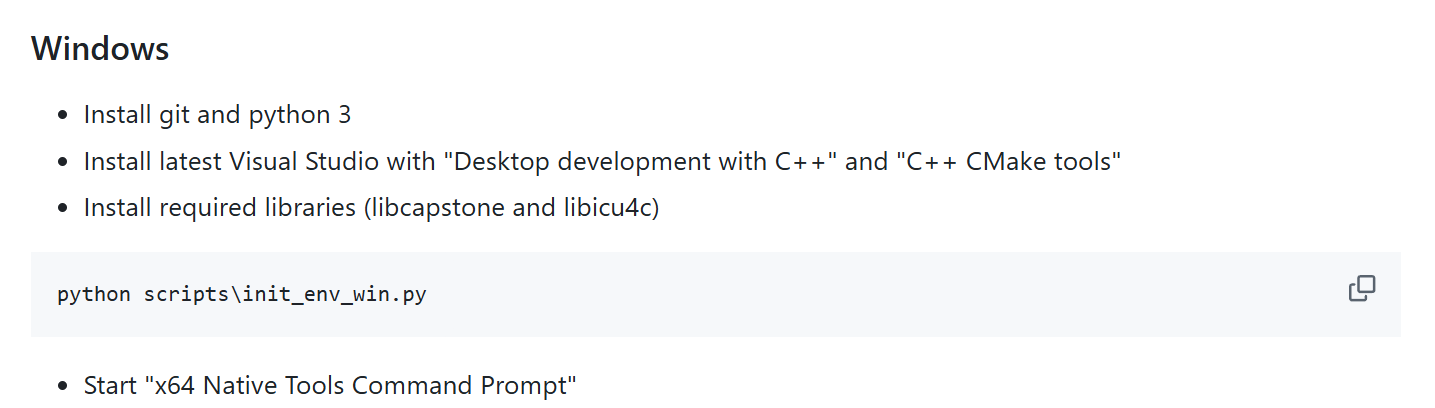 Windows
Install git and python 3
Install latest Visual Studio with "Desktop development with C++" and "C++ CMake tools"
Install required libraries (libcapstone and libicu4c)
python scripts\init_env_win.py
Start "x64 Native Tools Command Prompt"